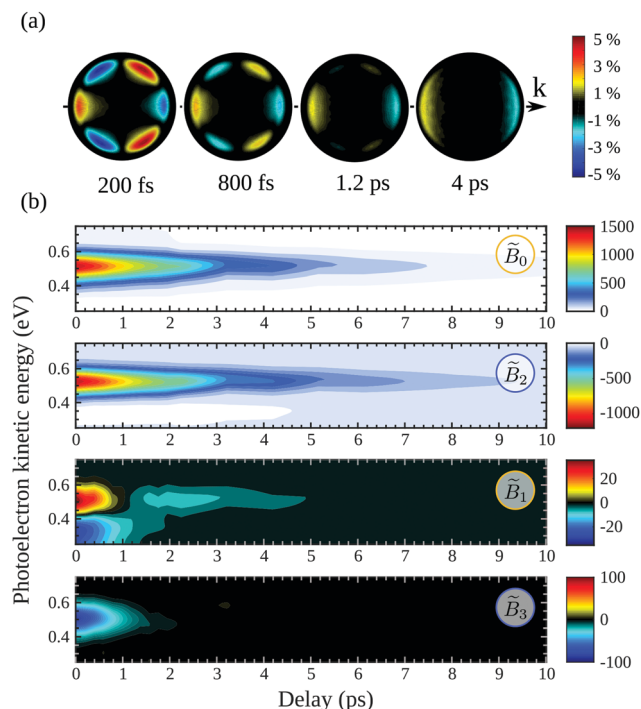 (a)
k
200 fs
800 fs
1.2 ps
4 ps
5 %
3 %
1 %
-1 %
-3 %
-5 %
(b)
Photoelectron kinetic energy (eV)
0.6
0.4
0 1 2 3 4 5 6 7 8 9 10
B̃0
1500
1000
500
0
0.6
0.4
0 1 2 3 4 5 6 7 8 9 10
B̃2
0
-500
-1000
0.6
0.4
0 1 2 3 4 5 6 7 8 9 10
B̃1
20
0
-20
0.6
0.4
0 1 2 3 4 5 6 7 8 9 10
B̃3
100
50
0
-50
-100
Delay (ps)